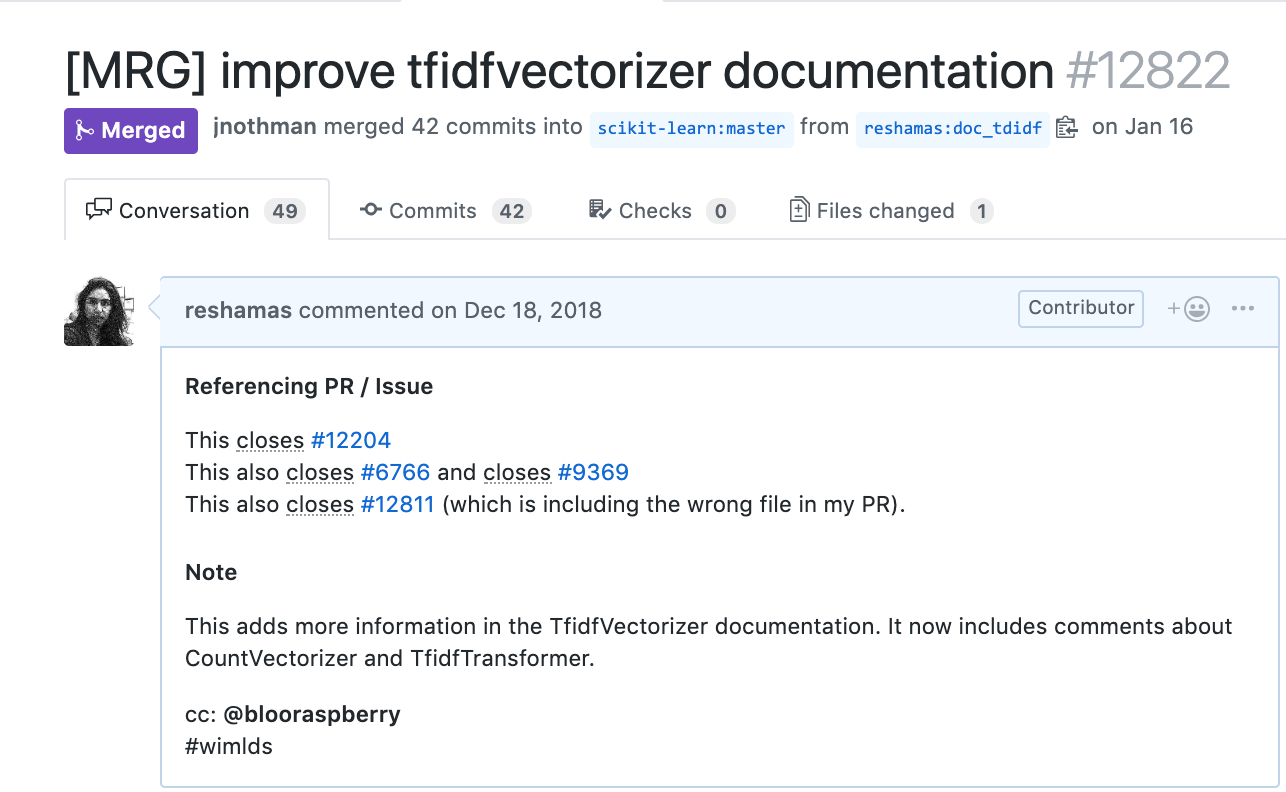 [MRG] improve tfidfvectorizer documentation #12822
Merged jnothman merged 42 commits into scikit-learn:master from reshamas:doc_tdidf on Jan 16
Conversation 49 Commits 42 Checks 0 Files changed 1
reshamas commented on Dec 18, 2018 Contributor
Referencing PR / Issue
This closes #12204
This also closes #6766 and closes #9369
This also closes #12811 (which is including the wrong file in my PR).
Note
This adds more information in the TfidfVectorizer documentation. It now includes comments about
CountVectorizer and TfidfTransformer.
cc: @blooraspberry
#wimlds